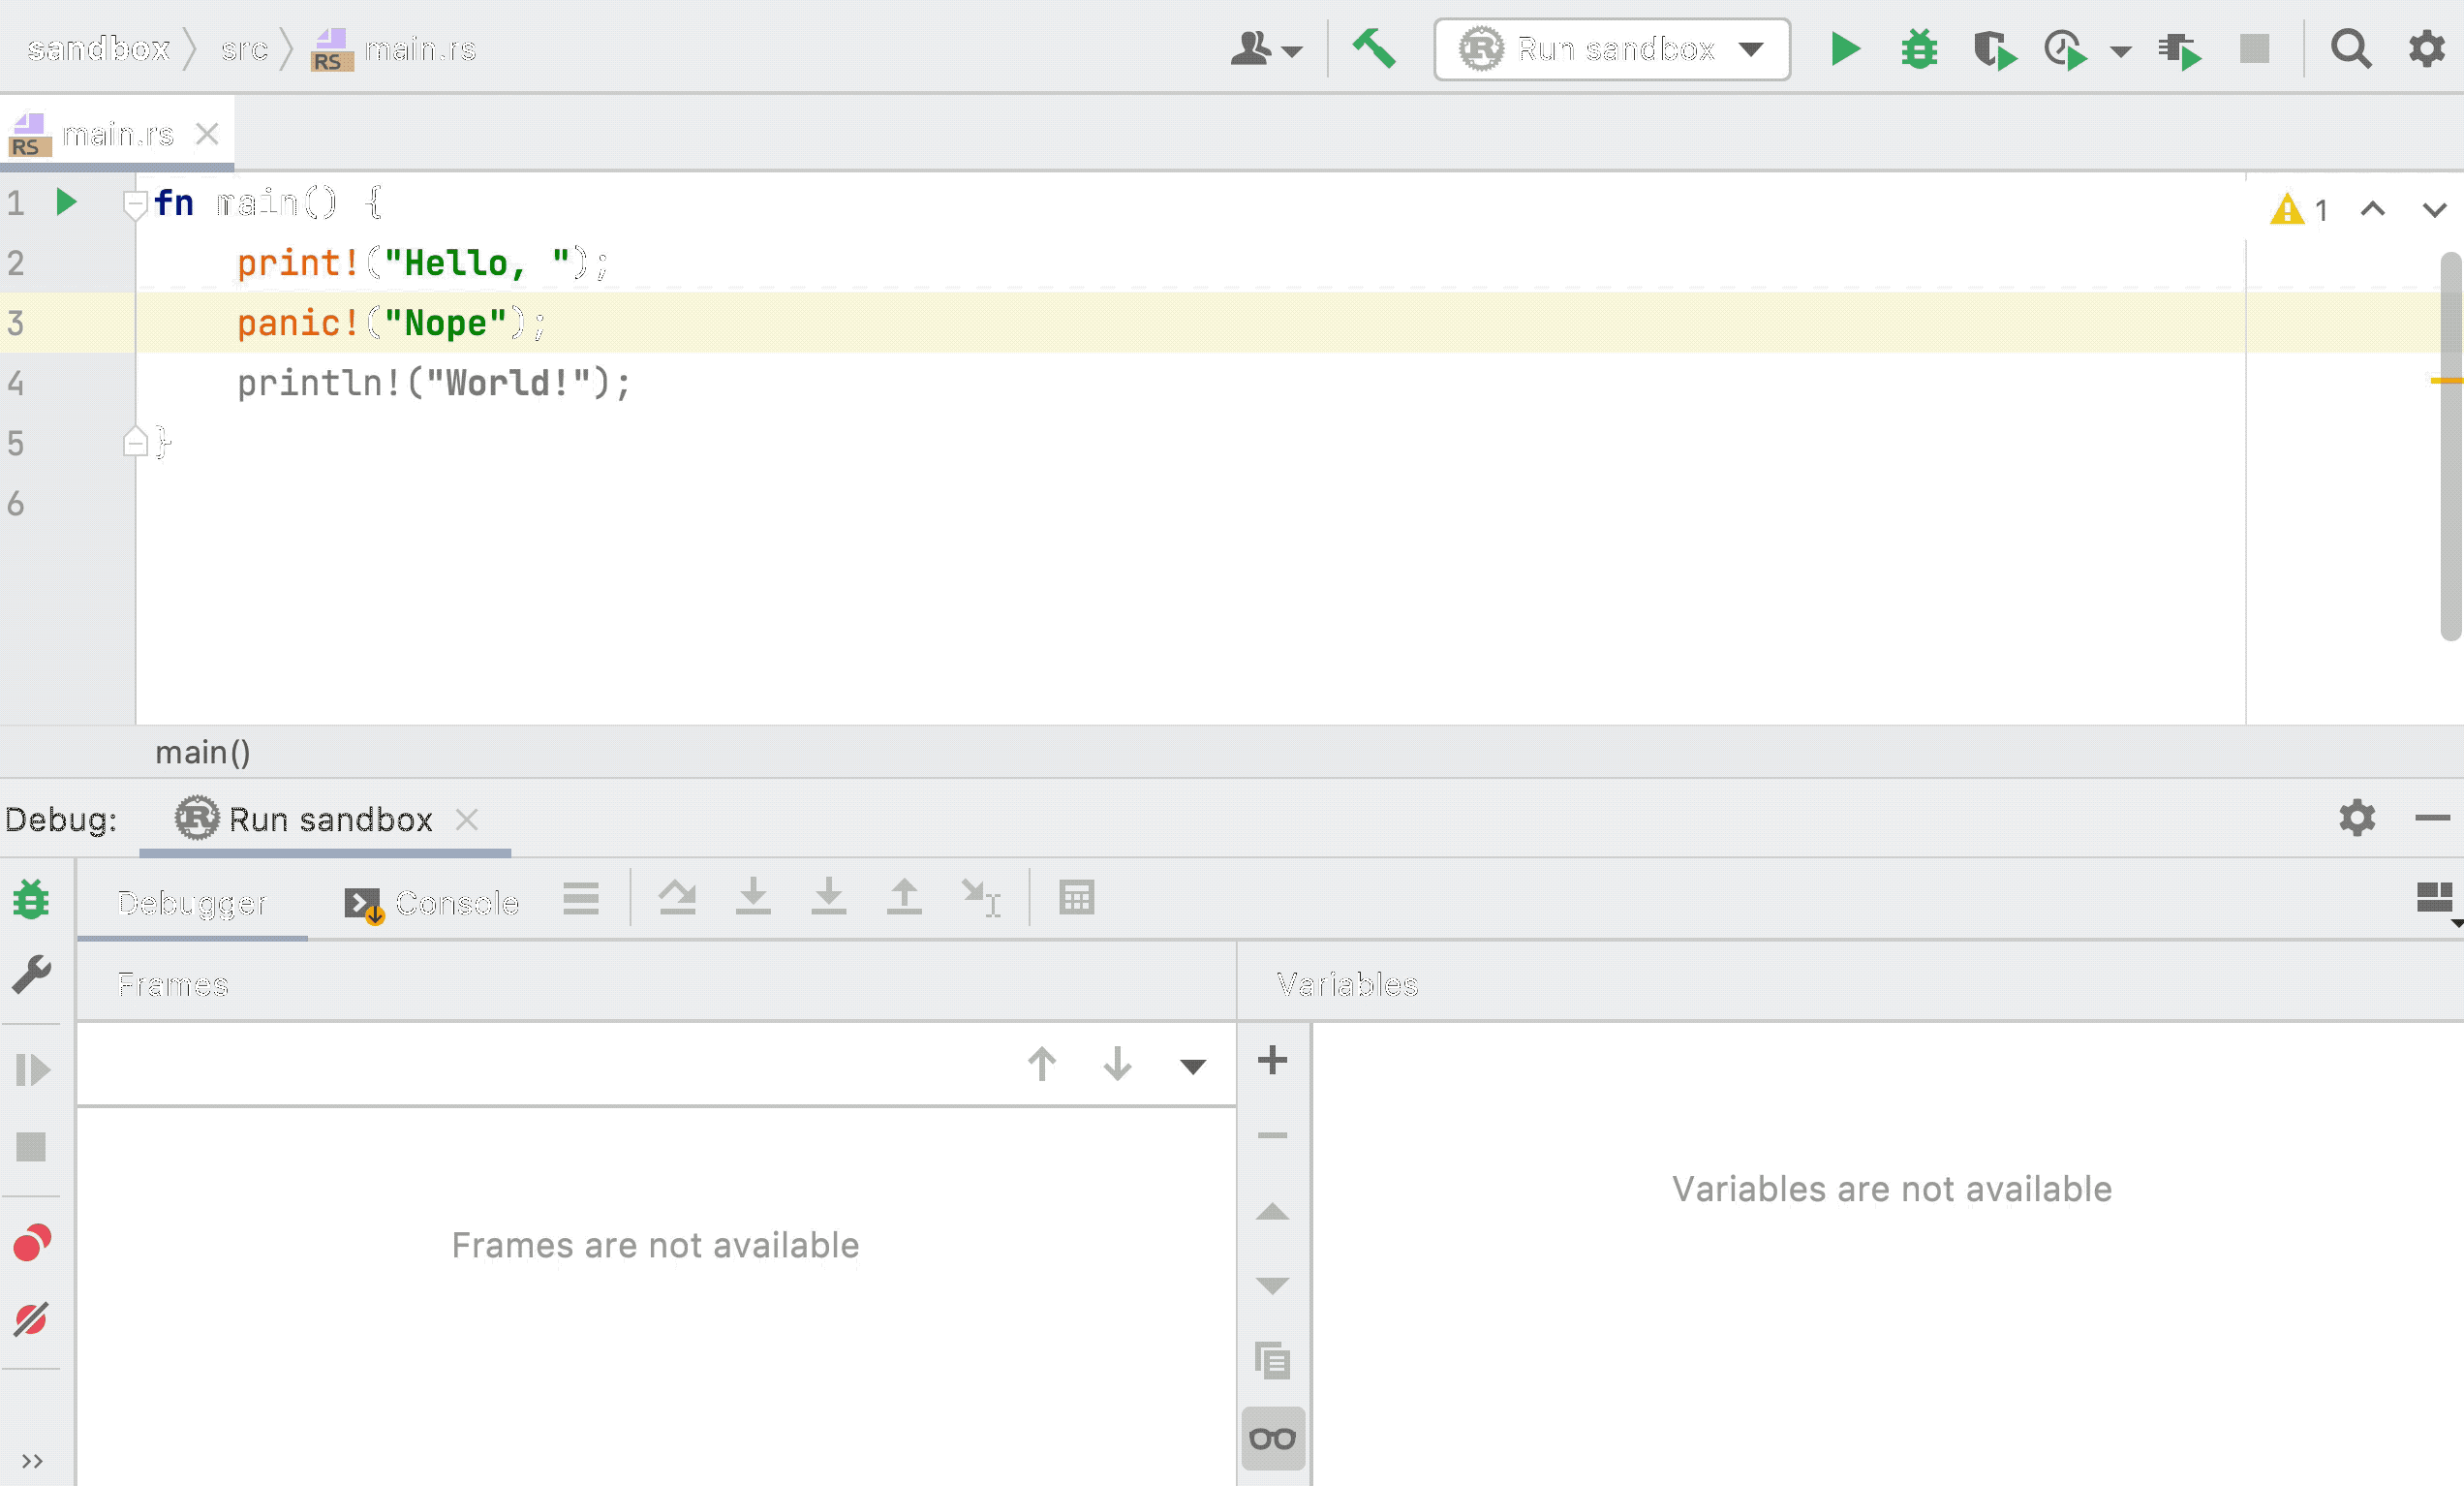 sandbox src RS main.rs Run sandbox
RS main.rs
1 fn main() { 1
2 print!("Hello, ");
3 panic!("Nope");
4 println!("World!");
5 }
6
main()
Debug: Run sandbox
Debugger Console
Frames Variables
Variables are not available
Frames are not available